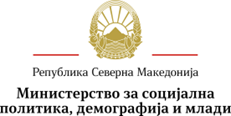 Република Северна Македонија
Министерство за социјална
политика, демографија и млади